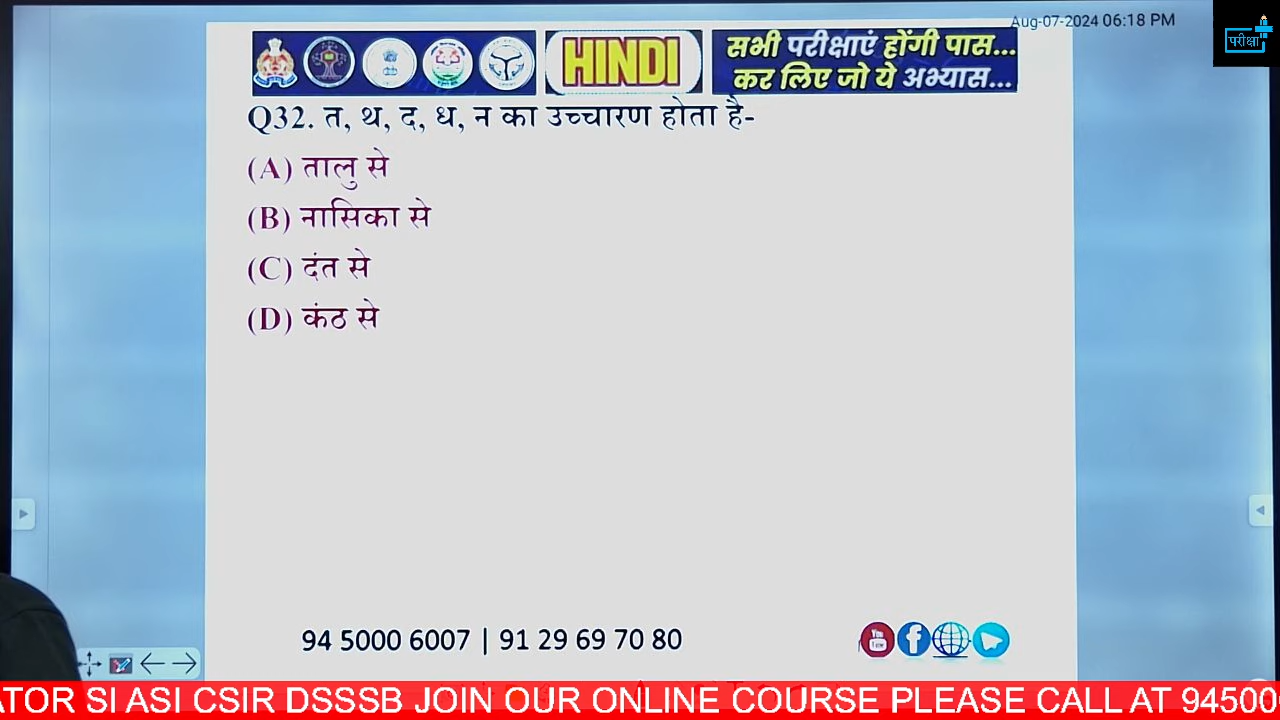 Aug-07-2024 06:18 PM
परीक्षा
HINDI
सभी परीक्षाएं होंगी पास...
कर लिए जो ये अभ्यास...
Q32. त, थ, द, ध, न का उच्चारण होता है-
(A) तालु से
(B) नासिका से
(C) दंत से
(D) कंठ से
94 5000 6007 | 91 29 69 70 80
You
ATOR SI ASI CSIR DSSSB JOIN OUR ONLINE COURSE PLEASE CALL AT 94500